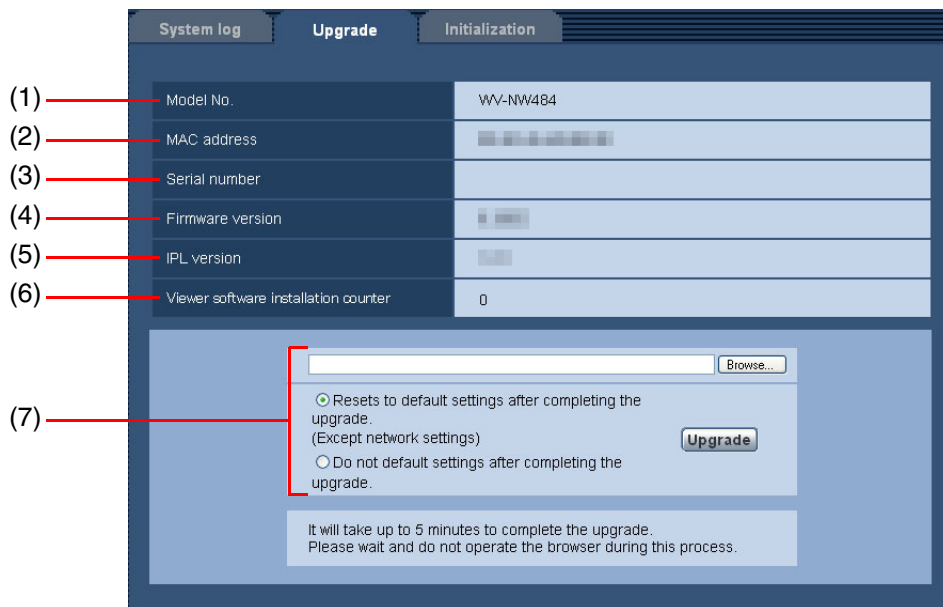 System log Upgrade Initialization
(1) Model No. WV-NW484
(2) MAC address
(3) Serial number
(4) Firmware version
(5) IPL version
(6) Viewer software installation counter 0
Browse...
(7)
Resets to default settings after completing the
upgrade.
(Except network settings)
Upgrade
Do not default settings after completing the
upgrade.
It will take up to 5 minutes to complete the upgrade.
Please wait and do not operate the browser during this process.